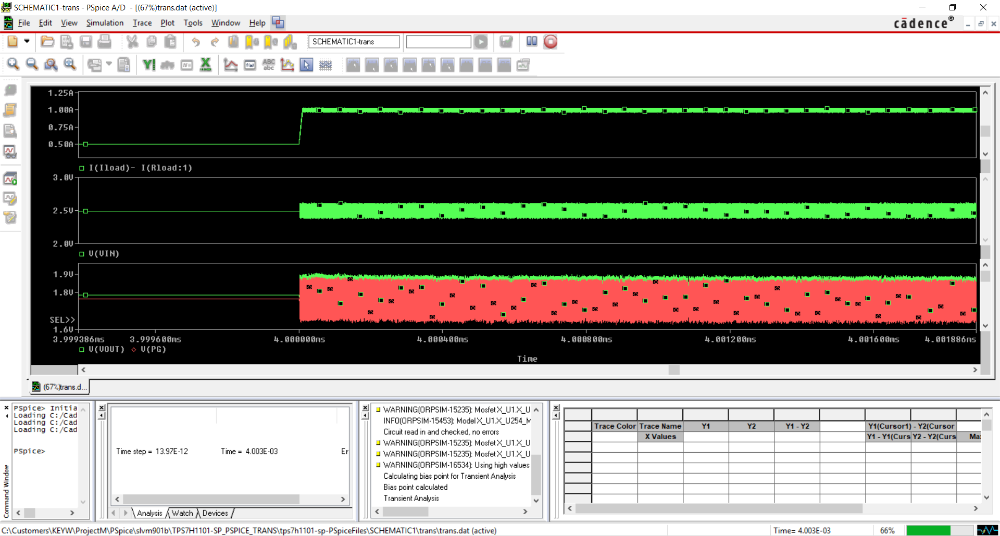 SCHEMATIC1-trans - PSpice A/D - [(67%)trans.dat (active)]
File Edit View Simulation Trace Plot Tools Window Help
cādence®
SCHEMATIC1-trans
ABC
abc
1.25A
1.00A
0.75A
0.50A
I(Iload)- I(Rload:1)
3.0V
2.5V
2.0V
V(VIN)
1.9V
1.8V
SEL>>
1.6V
3.999386ms 3.999600ms 4.000000ms 4.000400ms 4.000800ms 4.001200ms 4.001600ms 4.001886ms
V(VOUT) V(PG)
Time
(67%)trans.d...
Command Window
PSpice> Initia
Loading C:/Cad
Loading C:/Cad
Loading C:/Cad
PSpice>
Time step = 13.97E-12 Time = 4.003E-03 Er
Analysis Watch Devices
WARNING(ORPSIM-15235): Mosfet X_U1.X_U
INFO(ORPSIM-15453): Model X_U1.X_U254_M
Circuit read in and checked, no errors
WARNING(ORPSIM-15235): Mosfet X_U1.X_U
WARNING(ORPSIM-15235): Mosfet X_U1.X_U
WARNING(ORPSIM-16534): Using high values
Calculating bias point for Transient Analysis
Bias point calculated
Transient Analysis
Trace Color Trace Name Y1 Y2 Y1 - Y2 Y1(Cursor1) - Y2(Cursor
X Values Y1 - Y1(Curs Y2 - Y2(Curs Max
C:\Customers\KEYW\ProjectM\PSpice\slvm901b\TPS7H1101-SP_PSPICE_TRANS\tps7h1101-sp-PSpiceFiles\SCHEMATIC1\trans\trans.dat (active) Time= 4.003E-03 66%